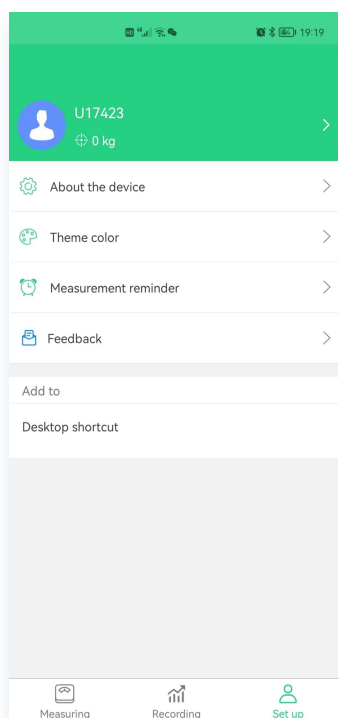 19:19
U17423
0 kg
About the device
Theme color
Measurement reminder
Feedback
Add to
Desktop shortcut
Measuring
Recording
Set up